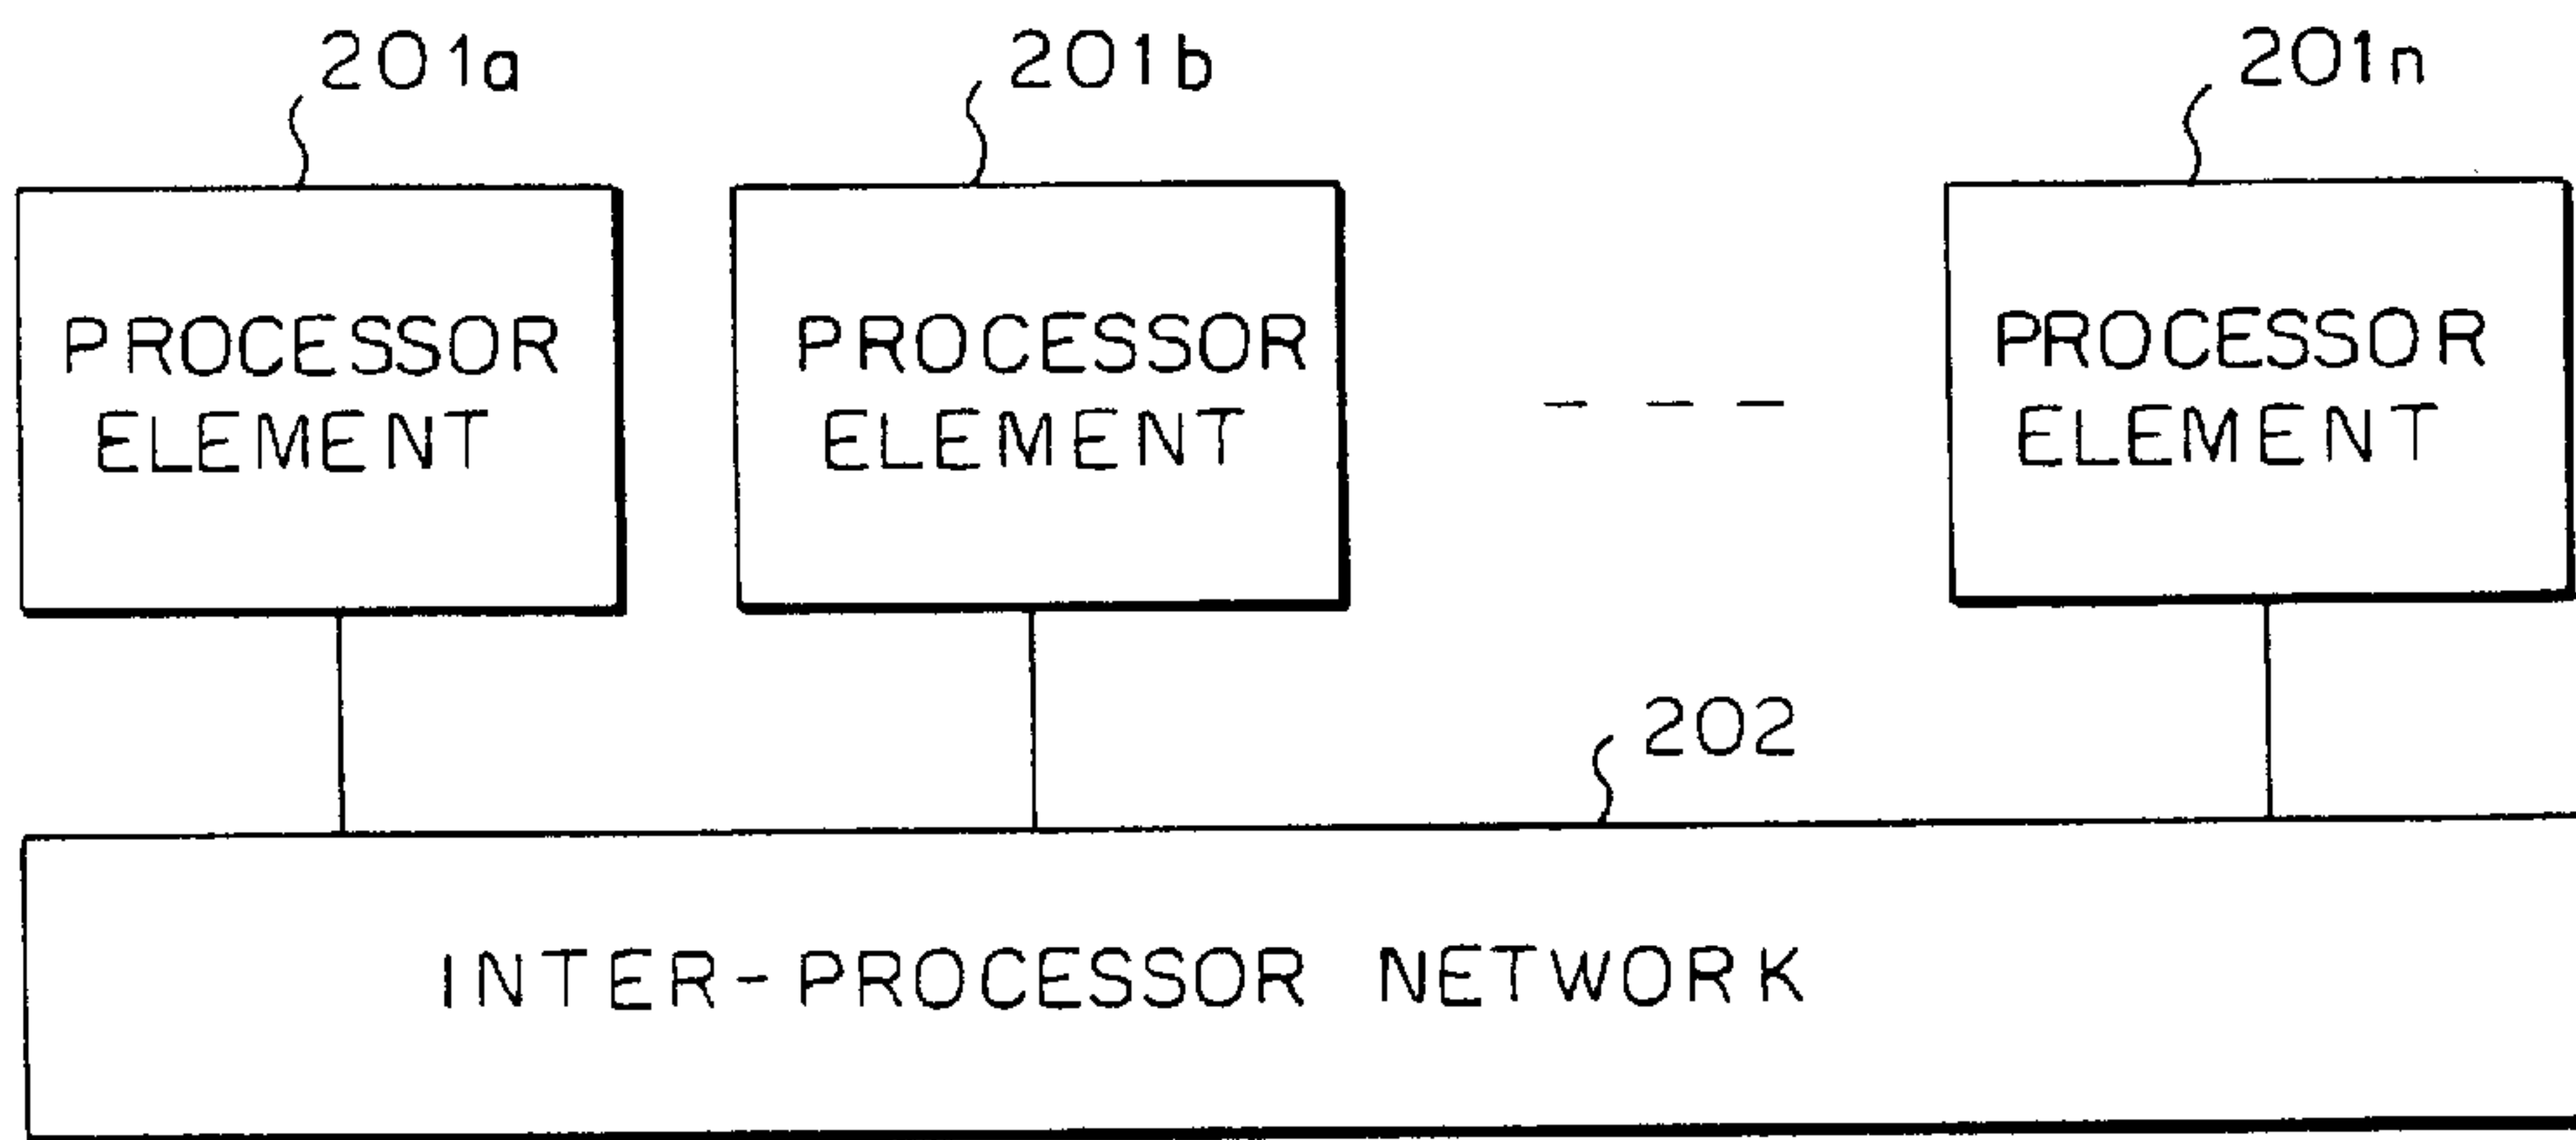 201a
201b
201n
PROCESSOR
ELEMENT
PROCESSOR
ELEMENT
PROCESSOR
ELEMENT
202
INTER-PROCESSOR NETWORK